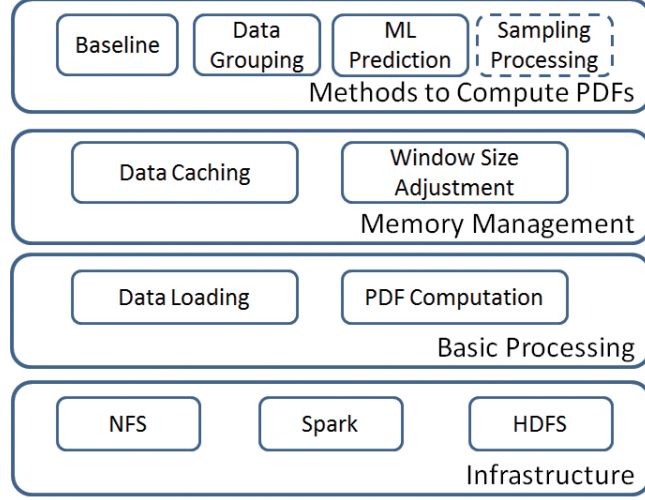 Baseline
Data
Grouping
ML
Prediction
Sampling
Processing
Methods to Compute PDFs
Data Caching
Window Size
Adjustment
Memory Management
Data Loading
PDF Computation
Basic Processing
NFS
Spark
HDFS
Infrastructure